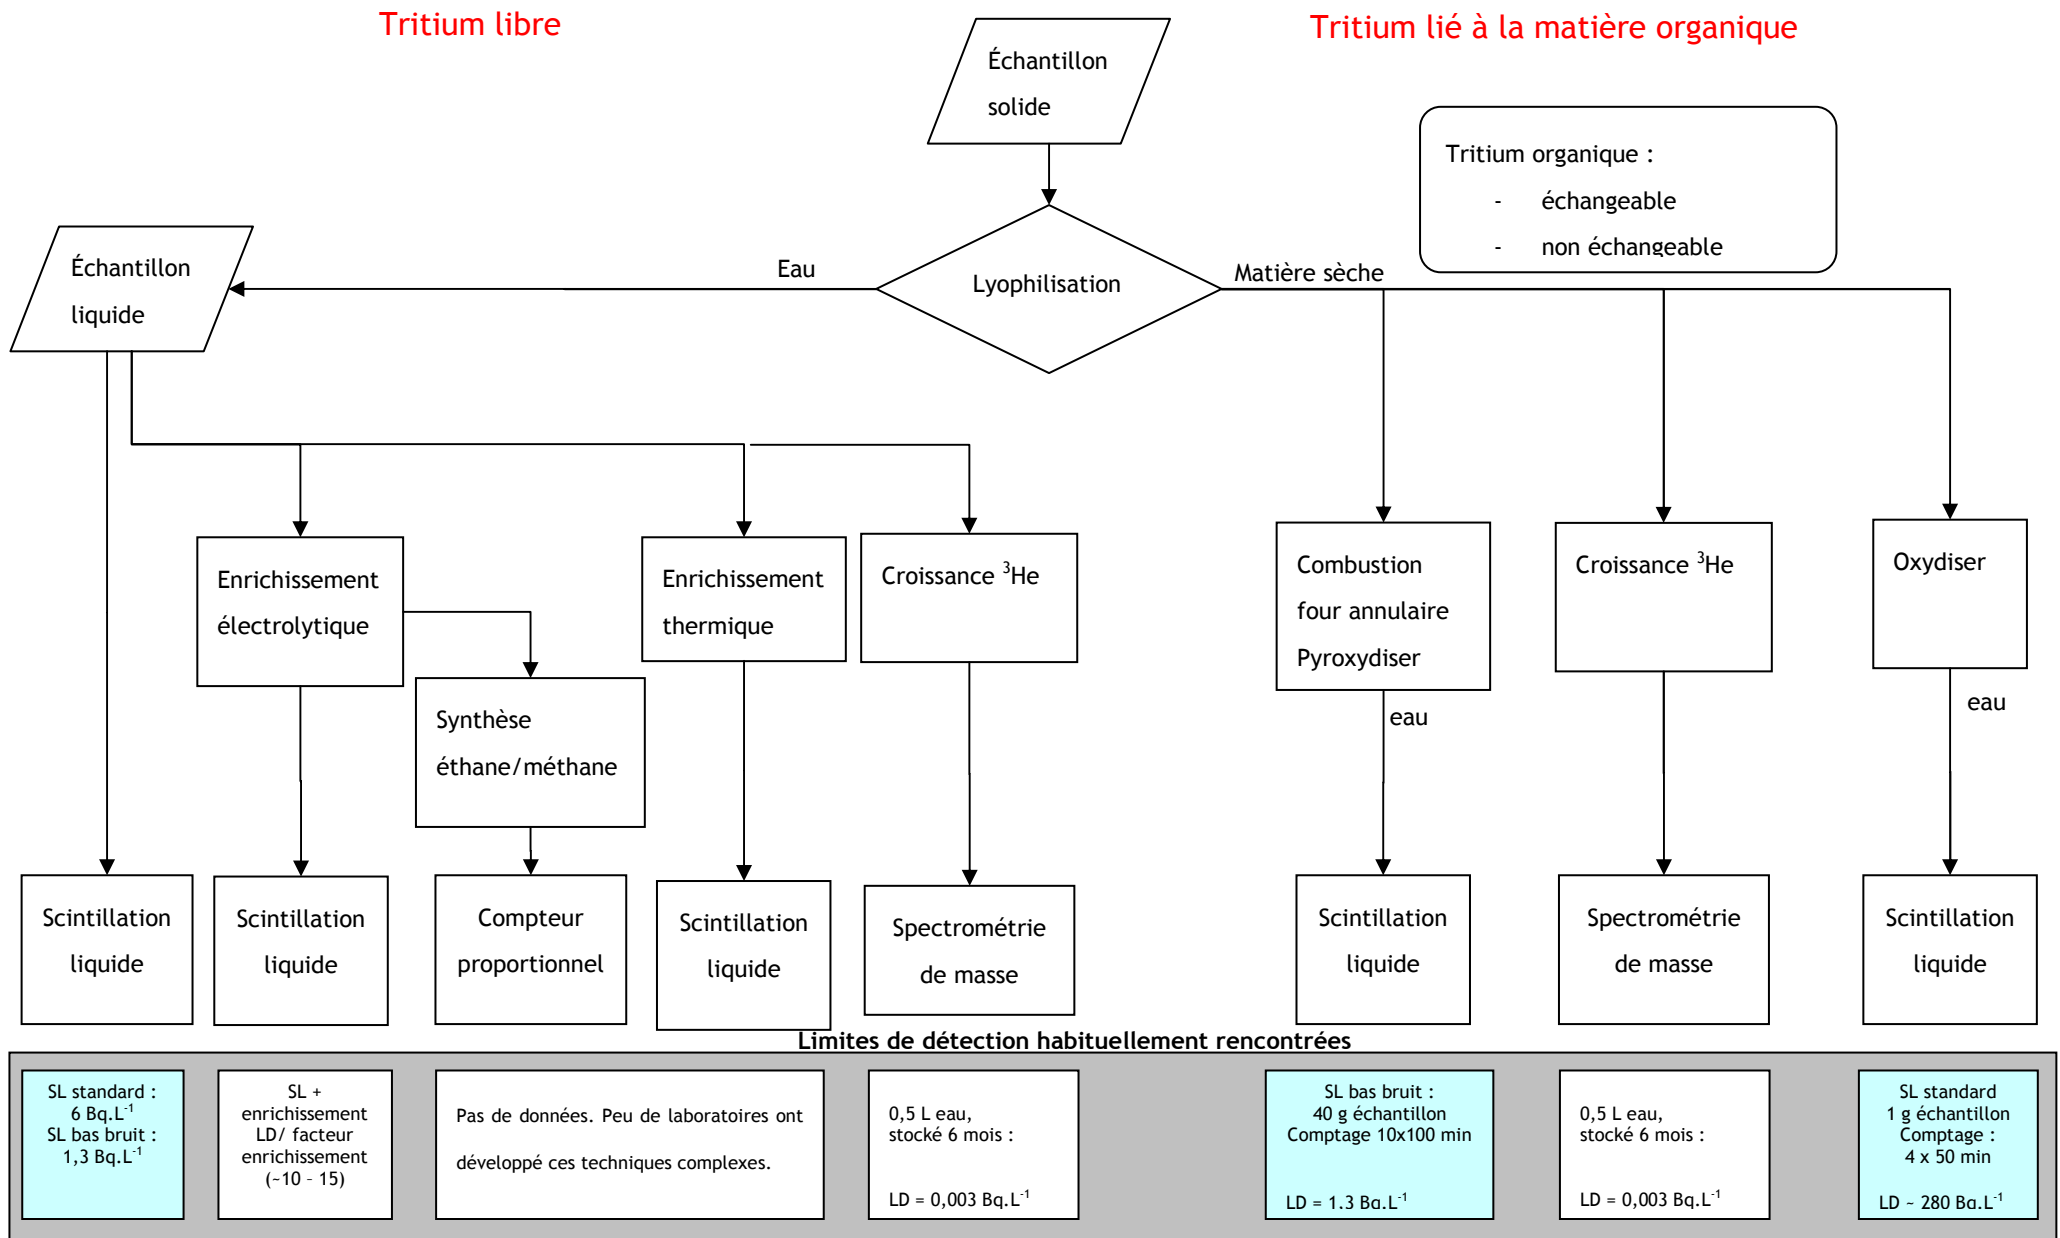 Tritium libre
Tritium lié à la matière organique
Échantillon
solide
Tritium organique :
- échangeable
- non échangeable
Échantillon
liquide
Eau
Lyophilisation
Matière sèche
Enrichissement
électrolytique
Synthèse
éthane/méthane
Enrichissement
thermique
Croissance ³He
Combustion
four annulaire
Pyroxydiser
eau
Croissance ³He
Oxydiser
eau
Scintillation
liquide
Scintillation
liquide
Compteur
proportionnel
Scintillation
liquide
Spectrométrie
de masse
Scintillation
liquide
Spectrométrie
de masse
Scintillation
liquide
Limites de détection habituellement rencontrées
SL standard :
6 Bq.L⁻¹
SL bas bruit :
1,3 Bq.L⁻¹
SL +
enrichissement
LD/ facteur
enrichissement
(~10 – 15)
Pas de données. Peu de laboratoires ont
développé ces techniques complexes.
0,5 L eau,
stocké 6 mois :
LD = 0,003 Bq.L⁻¹
SL bas bruit :
40 g échantillon
Comptage 10x100 min
LD = 1.3 Bq.L⁻¹
0,5 L eau,
stocké 6 mois :
LD = 0,003 Bq.L⁻¹
SL standard
1 g échantillon
Comptage :
4 x 50 min
LD ~ 280 Bq.L⁻¹